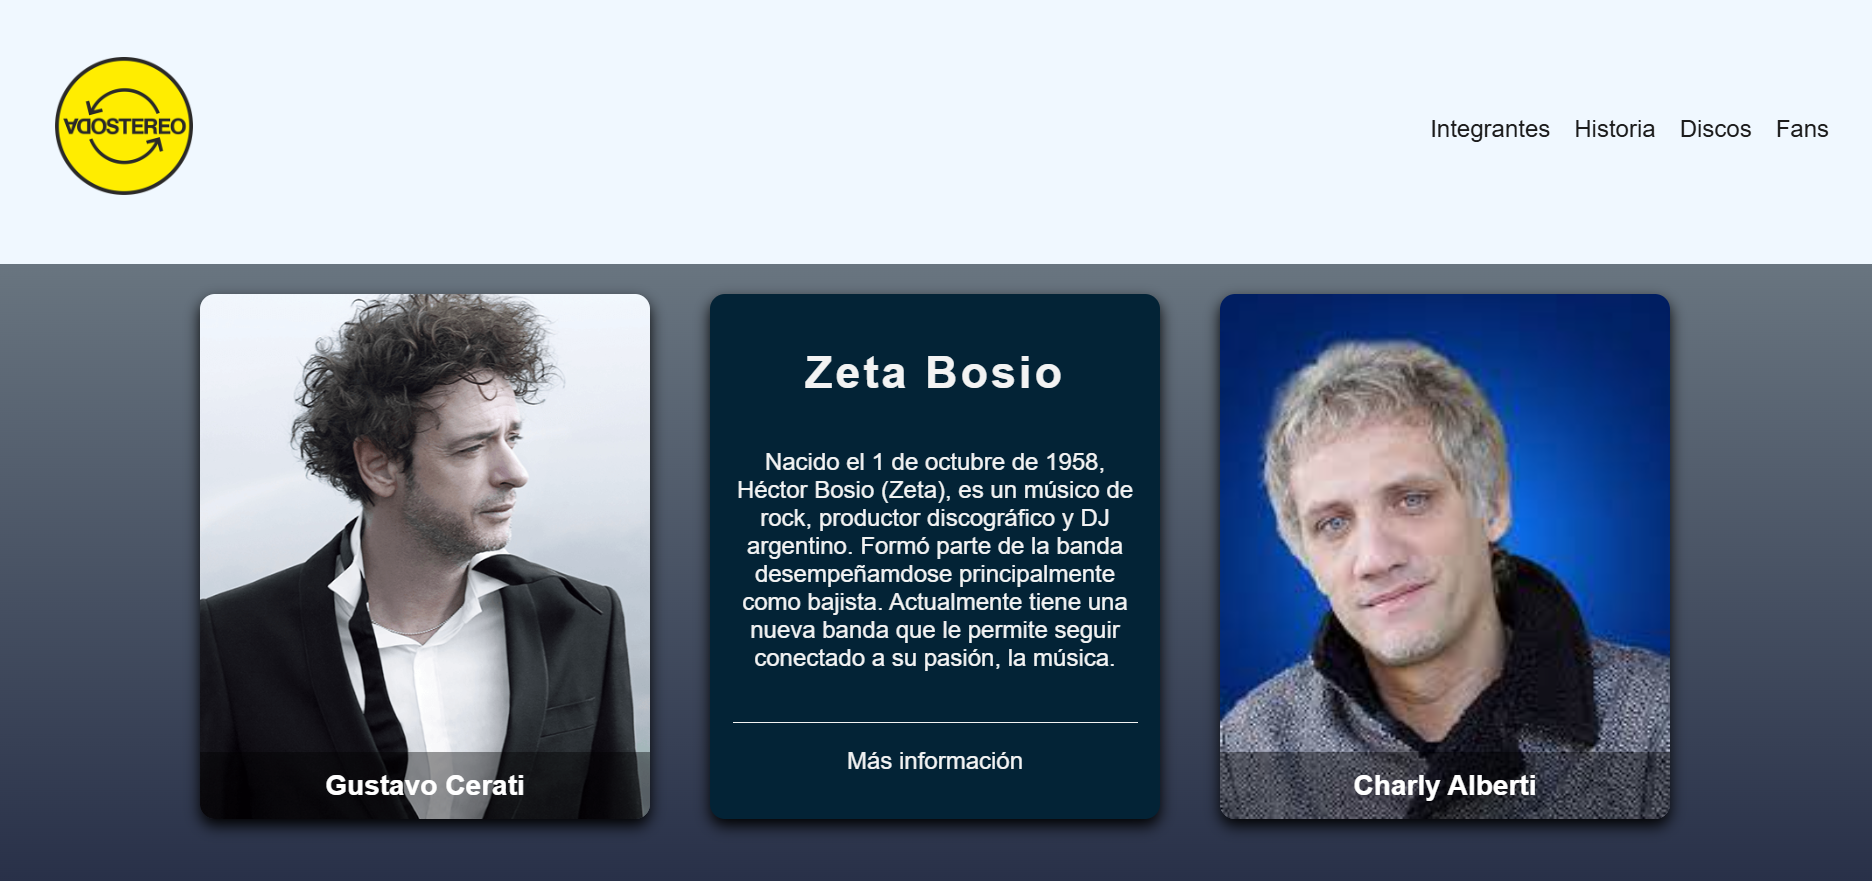 ADOSTEREO
Integrantes Historia Discos Fans
Zeta Bosio
Nacido el 1 de octubre de 1958,
Héctor Bosio (Zeta), es un músico de
rock, productor discográfico y DJ
argentino. Formó parte de la banda
desempeñamdose principalmente
como bajista. Actualmente tiene una
nueva banda que le permite seguir
conectado a su pasión, la música.
Más información
Gustavo Cerati
Charly Alberti